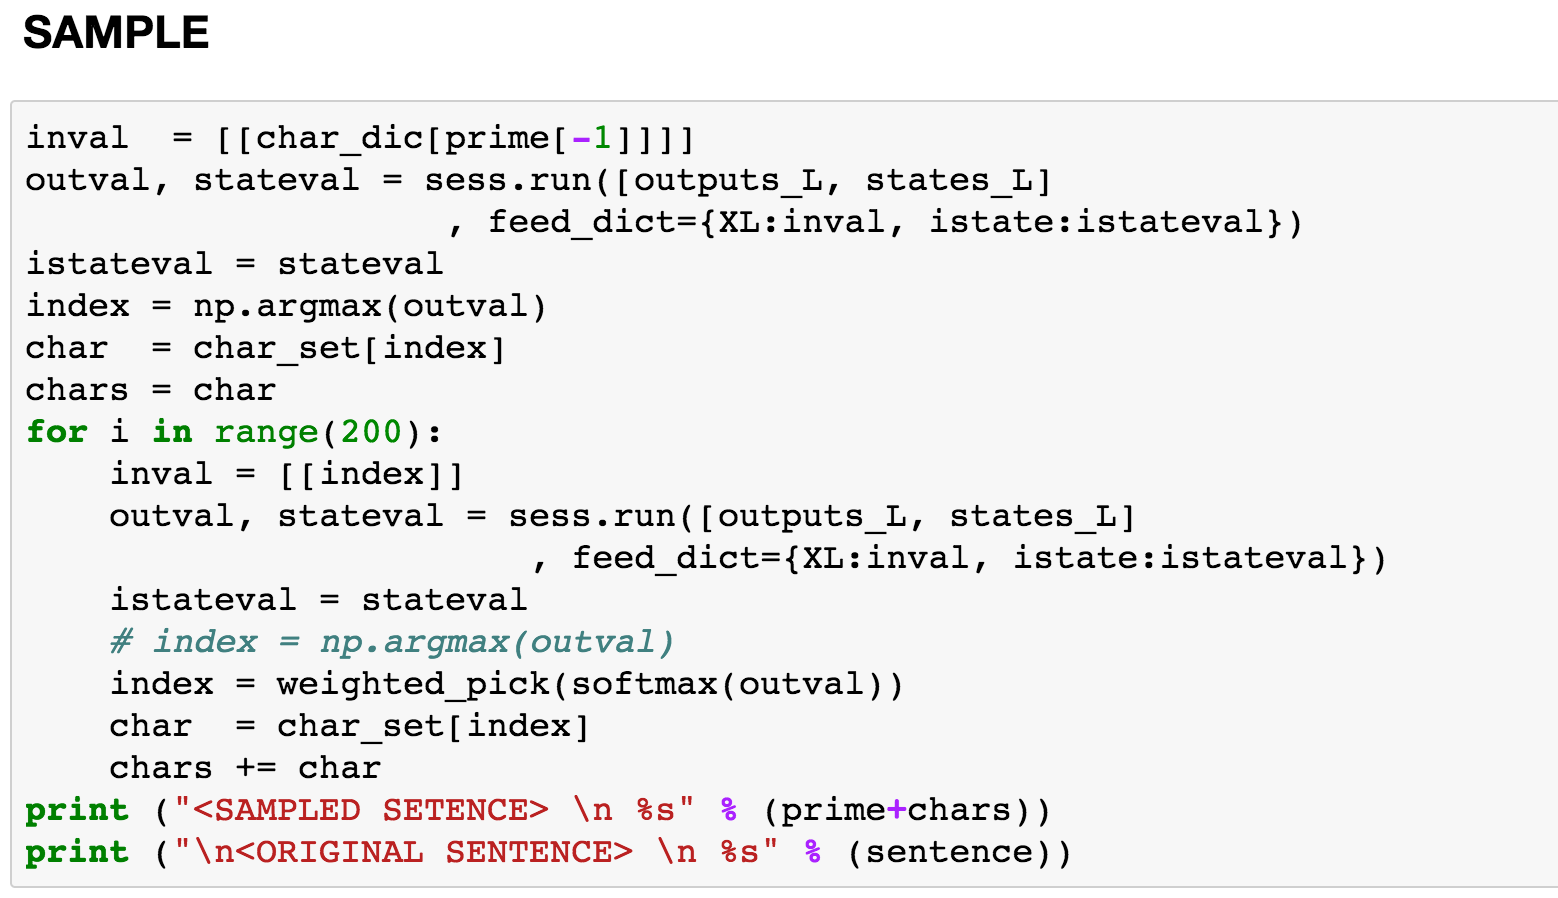 SAMPLE
inval  = [[char_dic[prime[-1]]]]
outval, stateval = sess.run([outputs_L, states_L]
                    , feed_dict={XL:inval, istate:istateval})
istateval = stateval
index = np.argmax(outval)
char  = char_set[index]
chars = char
for i in range(200):
    inval = [[index]]
    outval, stateval = sess.run([outputs_L, states_L]
                        , feed_dict={XL:inval, istate:istateval})
    istateval = stateval
    # index = np.argmax(outval)
    index = weighted_pick(softmax(outval))
    char  = char_set[index]
    chars += char
print ("<SAMPLED SETENCE> \n %s" % (prime+chars))
print ("\n<ORIGINAL SENTENCE> \n %s" % (sentence))